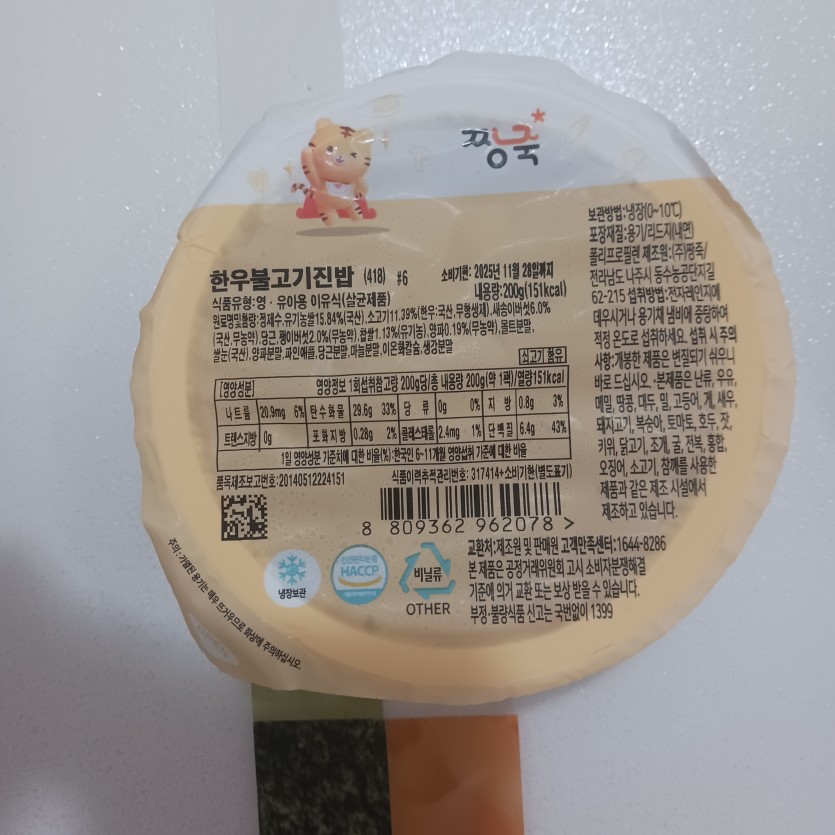 짱죽
한우불고기진밥 (418) #6
소비기한: 2025년 11월 28일까지
식품유형:영·유아용 이유식(살균제품)
내용량:200g(151kcal)
원료명및함량:정제수,유기농쌀15.84%(국산),소고기11.39%(한우:국산,무항생제),새송이버섯6.0%
(국산,무농약),당근,팽이버섯2.0%(무농약),찹쌀1.13%(유기농),양파0.19%(무농약),몰트분말,
쌀눈(국산),양파분말,파인애플,당근분말,마늘분말,이온화칼슘,생강분말
쇠고기 함유
[영양성분] 영양정보 1회섭취참고량 200g당/총 내용량 200g(약 1팩)/열량151kcal
나트륨 20.9mg 6% 탄수화물 29.6g 33% 당류 0g 0% 지방 0.8g 3%
트랜스지방 0g 포화지방 0.28g 2% 콜레스테롤 2.4mg 1% 단백질 6.4g 43%
1일 영양성분 기준치에 대한 비율(%):한국인 6~11개월 영양섭취 기준에 대한 비율
품목제조보고번호:20140512224151
식품이력추적관리번호: 317414+소비기한(별도표기)
8 809362 962078 >
보관방법:냉장(0~10℃)
포장재질:용기/리드지(내면)
폴리프로필렌 제조원:(주)짱죽/
전라남도 나주시 동수농공단지길
62-215 섭취방법:전자레인지에
데우시거나 용기채 냄비에 중탕하여
적정 온도로 섭취하세요. 섭취 시 주의
사항:개봉한 제품은 변질되기 쉬우니
바로 드십시오. ·본제품은 난류, 우유,
메밀, 땅콩, 대두, 밀, 고등어, 게, 새우,
돼지고기, 복숭아, 토마토, 호두, 잣,
키위, 닭고기, 조개, 굴, 전복, 홍합,
오징어, 소고기, 참깨를 사용한
제품과 같은 제조 시설에서
제조하고 있습니다.
냉장보관
HACCP
비닐류
OTHER
교환처:제조원 및 판매원 고객만족센터:1644-8286
본 제품은 공정거래위원회 고시 소비자분쟁해결
기준에 의거 교환 또는 보상 받을 수 있습니다.
부정·불량식품 신고는 국번없이 1399
주의 : 가열된 용기는 매우 뜨거우므로 화상에 주의하십시오.
OPEN